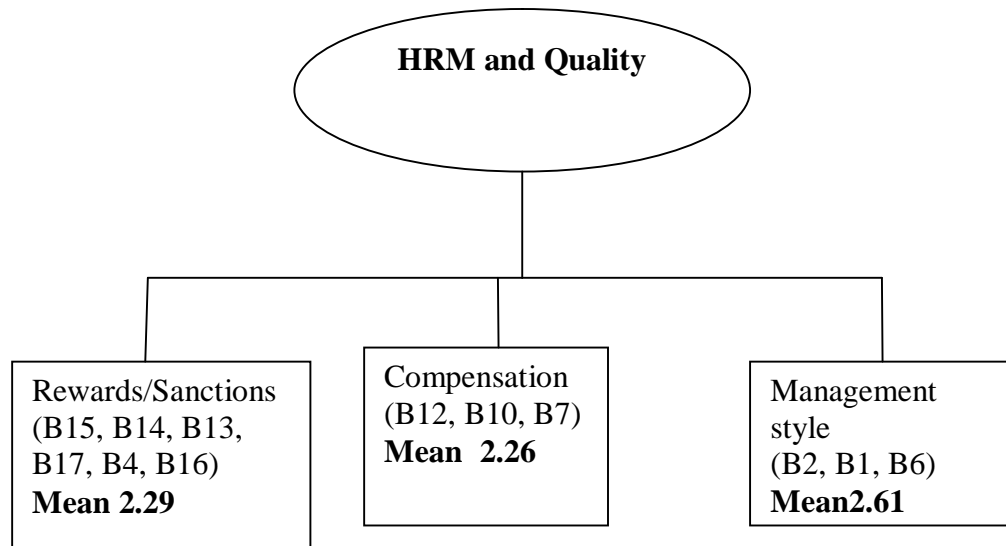 HRM and Quality
Rewards/Sanctions
(B15, B14, B13,
B17, B4, B16)
Mean 2.29
Compensation
(B12, B10, B7)
Mean  2.26
Management
style
(B2, B1, B6)
Mean2.61